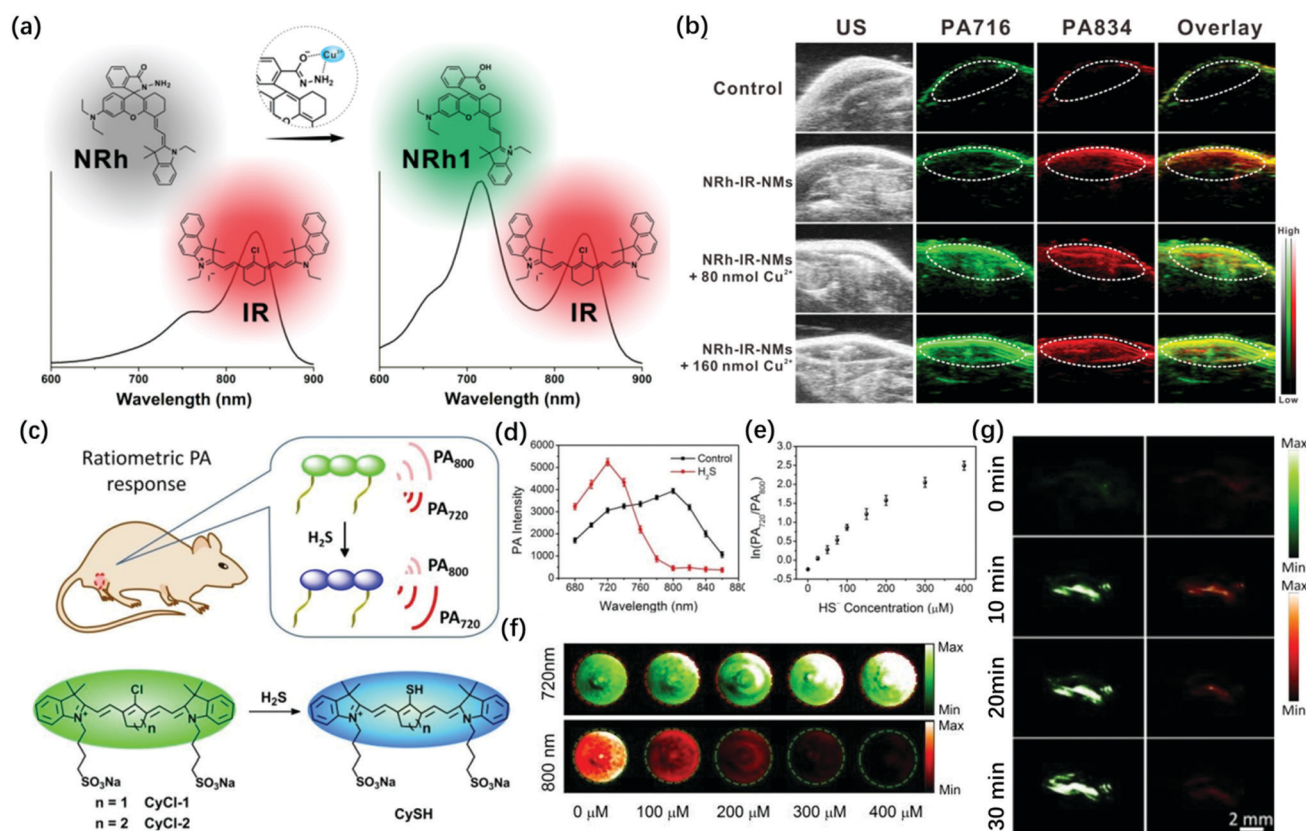 (a)
O
N-NH₂
O
N
N
NRh
O⁻
Cu²⁺
N-NH₂
O
O
OH
O
N
N⁺
NRh1
Cl
N⁺
I⁻
N
IR
Cl
N⁺
I⁻
N
IR
600 700 800 900
Wavelength (nm)
600 700 800 900
Wavelength (nm)
(b)
US PA716 PA834 Overlay
Control
NRh-IR-NMs
NRh-IR-NMs
+ 80 nmol Cu²⁺
NRh-IR-NMs
+ 160 nmol Cu²⁺
High
Low
(c)
Ratiometric PA
response
PA₈₀₀
PA₇₂₀
H₂S
PA₈₀₀
PA₇₂₀
Cl
N⁺
n
N
SO₃Na
SO₃Na
n = 1 CyCl-1
n = 2 CyCl-2
H₂S
SH
N⁺
n
N
SO₃Na
SO₃Na
CySH
(d)
PA Intensity
6000
5000
4000
3000
2000
1000
0
Control
H₂S
680 720 760 800 840 880
Wavelength (nm)
(e)
ln(PA₇₂₀/PA₈₀₀)
3.0
2.5
2.0
1.5
1.0
0.5
0.0
-0.5
0 100 200 300 400
HS⁻ Concentration (μM)
(f)
720nm
Max
Min
800 nm
Max
Min
0 μM 100 μM 200 μM 300 μM 400 μM
(g)
0 min
10 min
20min
30 min
Max
Min
Max
Min
2 mm